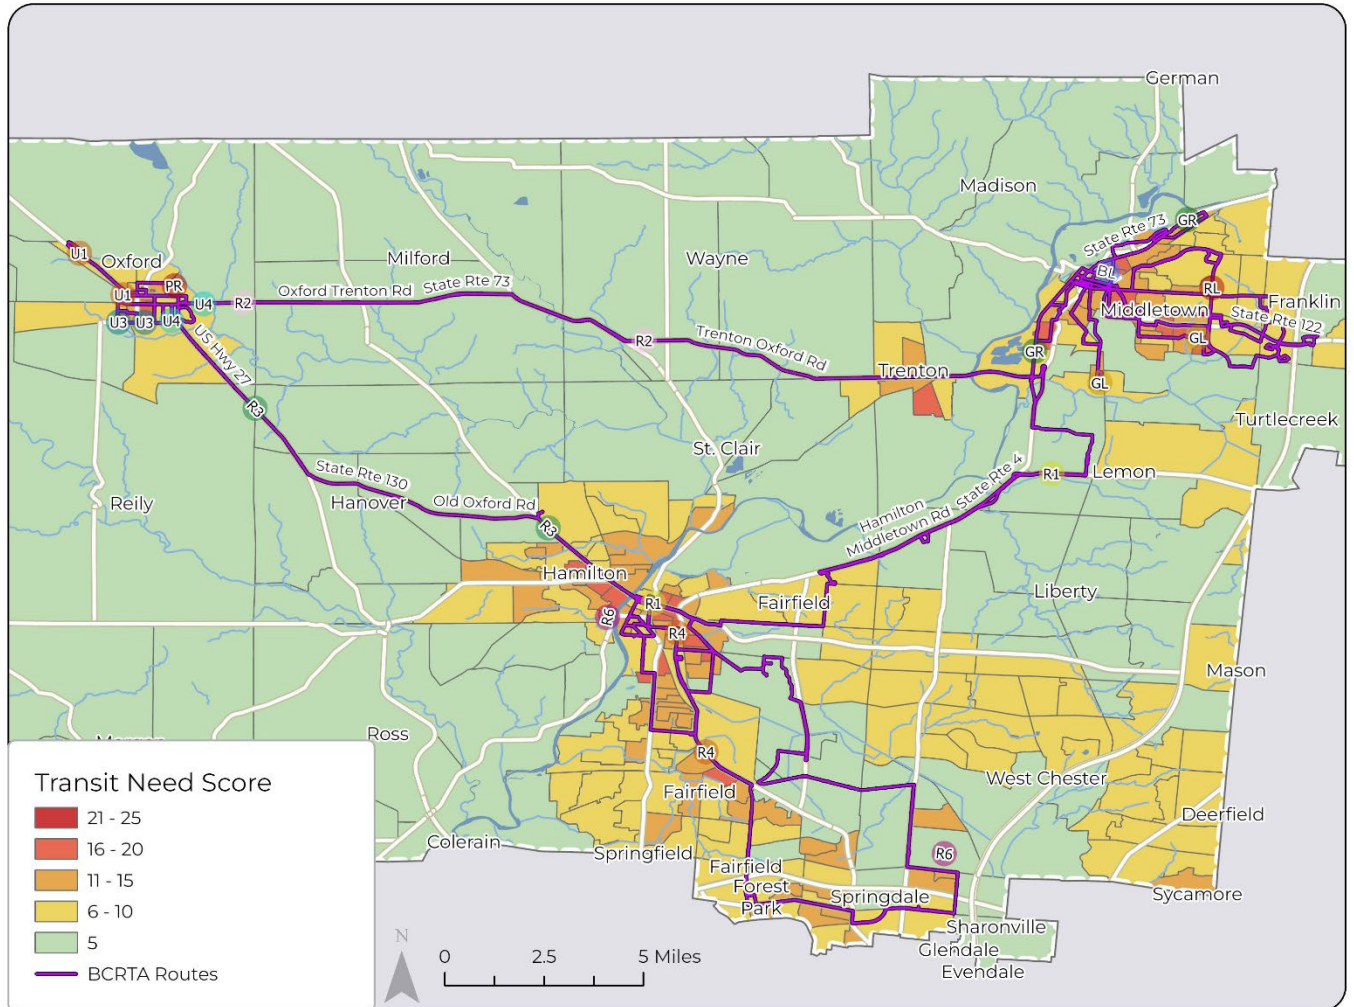 German
Madison
GR
State Rte 73
U1
Oxford
Milford
Wayne
BL
PR
U1
U4
R2
Oxford Trenton Rd
State Rte 73
RL
Franklin
Middletown
State Rte 122
U3
U3
U4
US Hwy 27
R2
Trenton Oxford Rd
GR
GL
Trenton
GL
R3
Turtlecreek
St. Clair
State Rte 130
R1
Lemon
Reily
Hanover
Old Oxford Rd
R3
Hamilton
Middletown Rd
State Rte 4
Hamilton
Liberty
R1
Fairfield
R6
R4
Mason
Ross
R4
West Chester
Fairfield
Deerfield
Colerain
Springfield
R6
Fairfield
Forest
Park
Springdale
Sycamore
Sharonville
Glendale
Evendale
Transit Need Score
21 - 25
16 - 20
11 - 15
6 - 10
5
BCRTA Routes
N
0 2.5 5 Miles